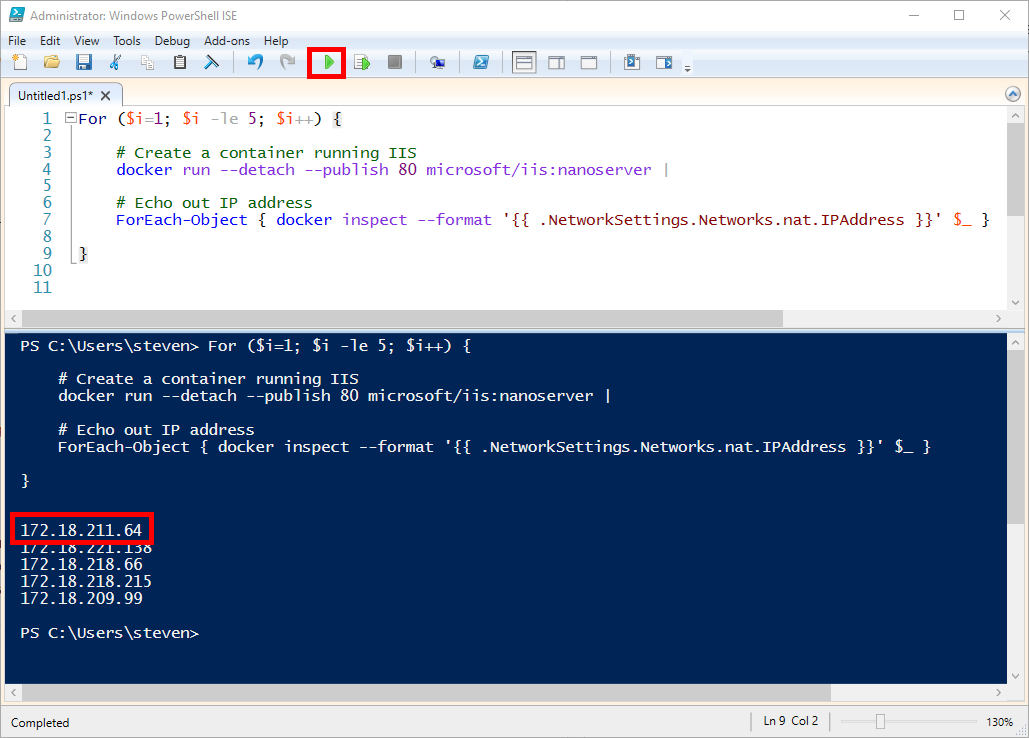 Administrator: Windows PowerShell ISE
File Edit View Tools Debug Add-ons Help
Untitled1.ps1* X
1 For ($i=1; $i -le 5; $i++) {
2
3 # Create a container running IIS
4 docker run --detach --publish 80 microsoft/iis:nanoserver |
5
6 # Echo out IP address
7 ForEach-Object { docker inspect --format '{{ .NetworkSettings.Networks.nat.IPAddress }}' $_ }
8
9 }
10
11
PS C:\Users\steven> For ($i=1; $i -le 5; $i++) {
# Create a container running IIS
docker run --detach --publish 80 microsoft/iis:nanoserver |
# Echo out IP address
ForEach-Object { docker inspect --format '{{ .NetworkSettings.Networks.nat.IPAddress }}' $_ }
}
172.18.211.64
172.18.221.138
172.18.218.66
172.18.218.215
172.18.209.99
PS C:\Users\steven>
Completed
Ln 9 Col 2
130%